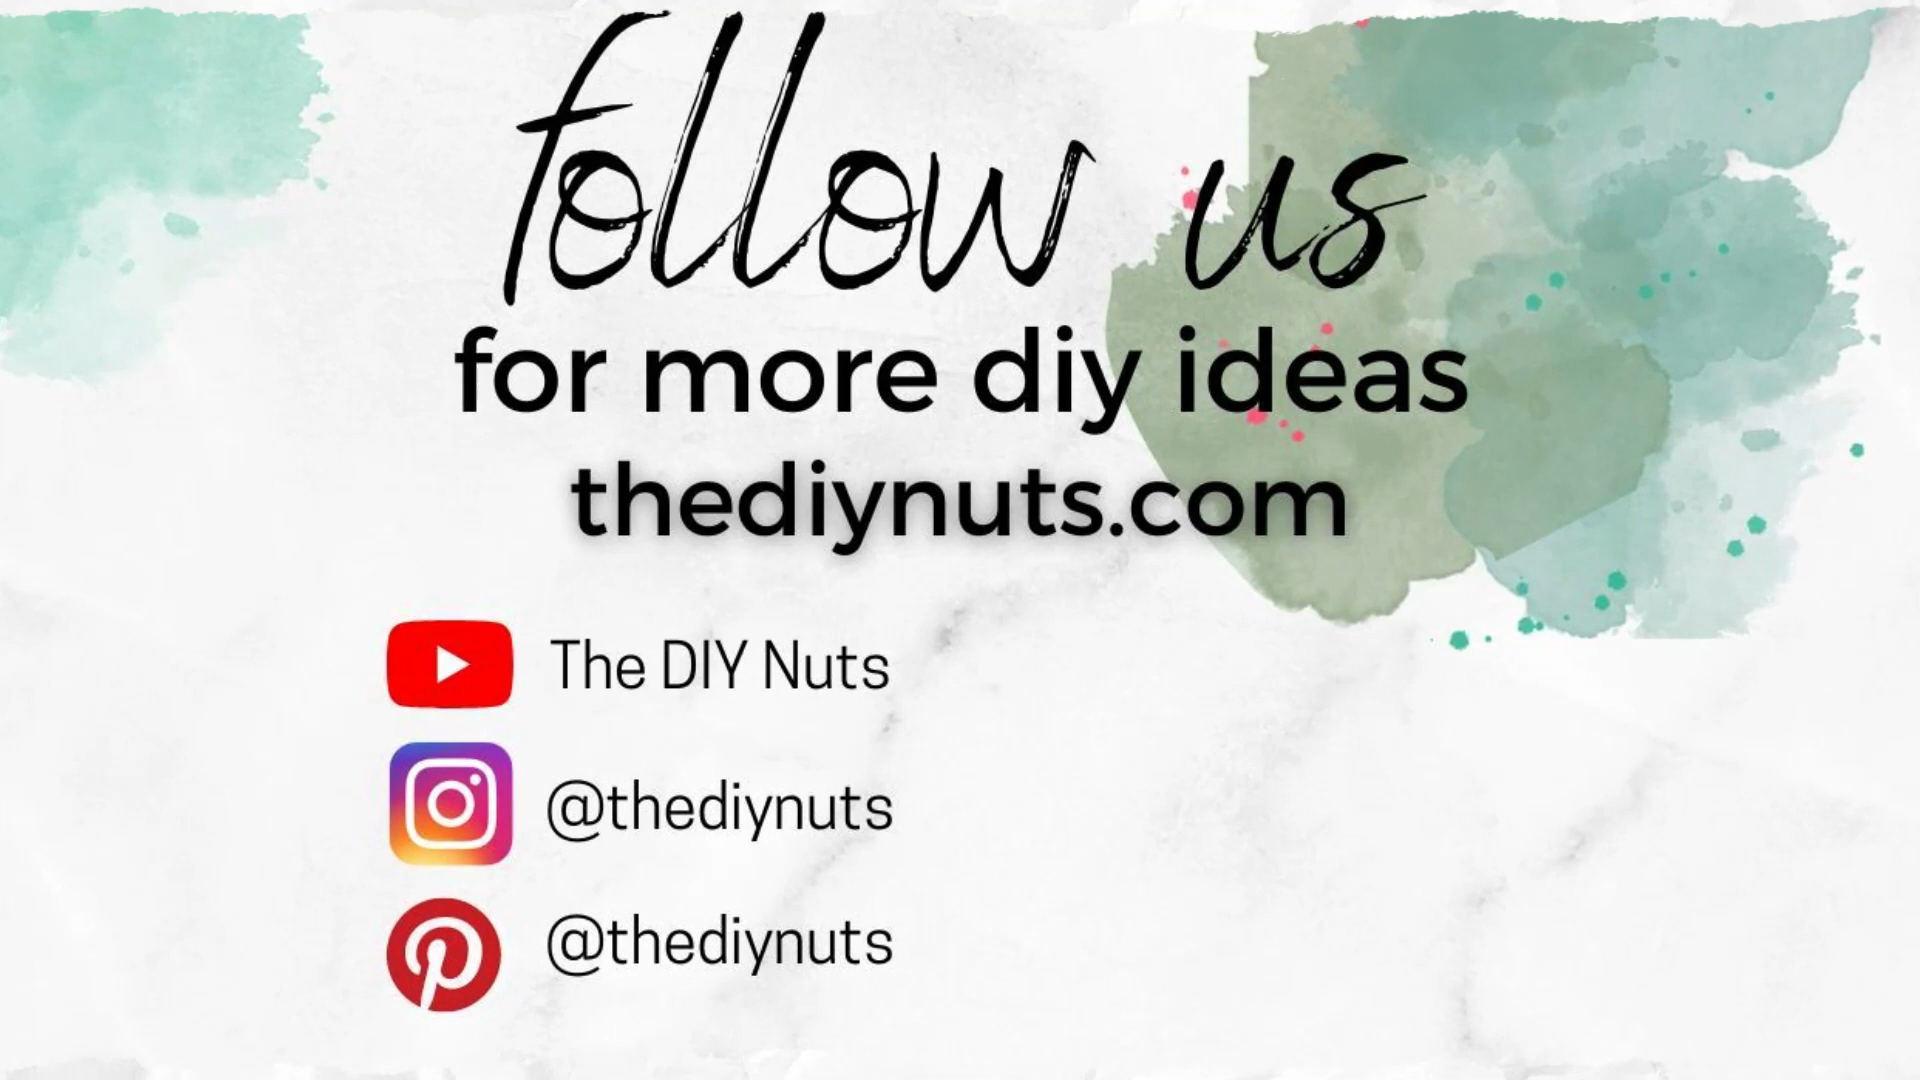 follow us
for more diy ideas
thediynuts.com
The DIY Nuts
@thediynuts
@thediynuts